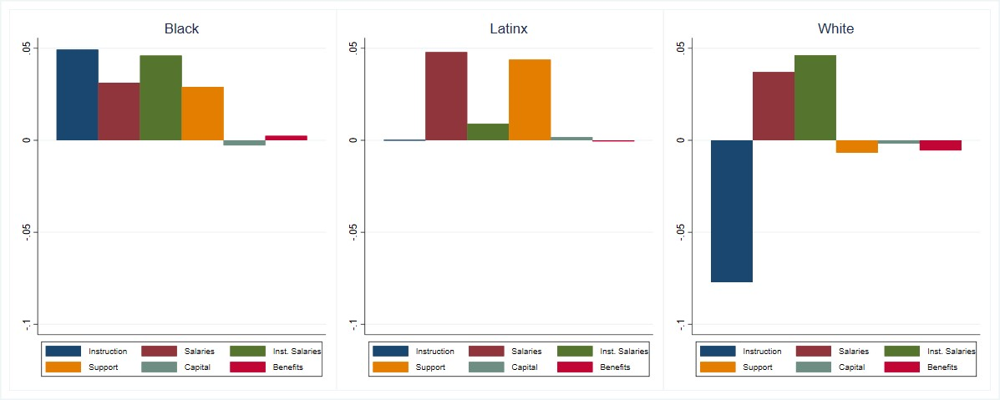 Black
.05
0
-.05
-.1
Instruction Salaries Inst. Salaries
Support Capital Benefits
Latinx
.05
0
-.05
-.1
Instruction Salaries Inst. Salaries
Support Capital Benefits
White
.05
0
-.05
-.1
Instruction Salaries Inst. Salaries
Support Capital Benefits